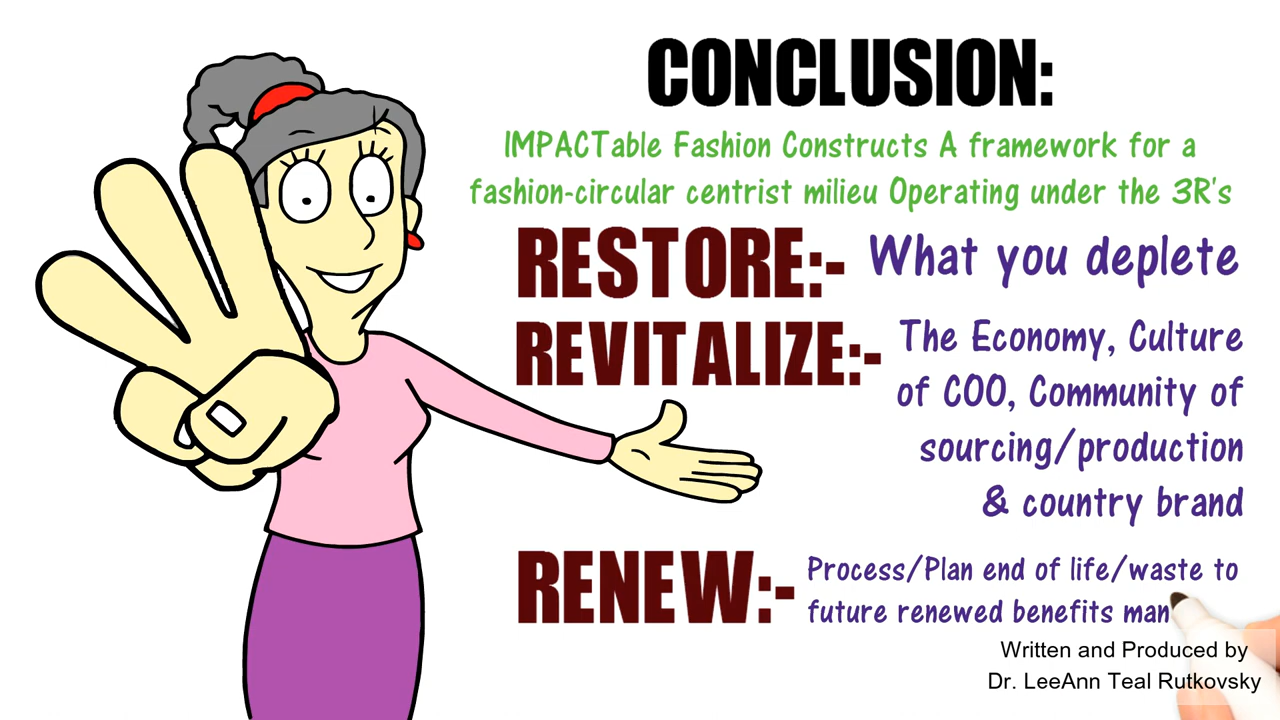 CONCLUSION:
IMPACTable Fashion Constructs A framework for a
fashion-circular centrist milieu Operating under the 3R's
RESTORE:- What you deplete
REVITALIZE:- The Economy, Culture
of COO, Community of
sourcing/production
& country brand
RENEW:- Process/Plan end of life/waste to
future renewed benefits man
Written and Produced by
Dr. LeeAnn Teal Rutkovsky